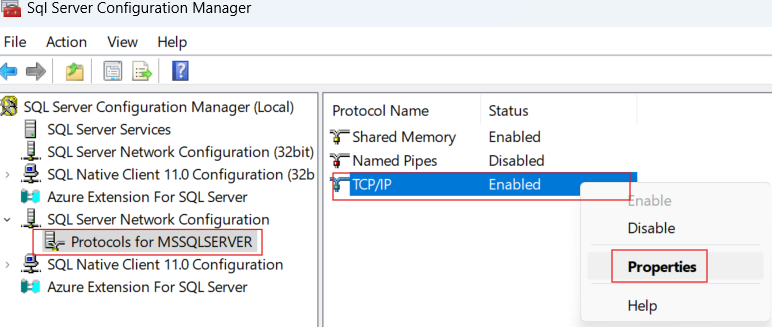 Sql Server Configuration Manager
File Action View Help
SQL Server Configuration Manager (Local)
SQL Server Services
SQL Server Network Configuration (32bit)
SQL Native Client 11.0 Configuration (32b
Azure Extension For SQL Server
SQL Server Network Configuration
Protocols for MSSQLSERVER
SQL Native Client 11.0 Configuration
Azure Extension For SQL Server
Protocol Name Status
Shared Memory Enabled
Named Pipes Disabled
TCP/IP Enabled
Enable
Disable
Properties
Help